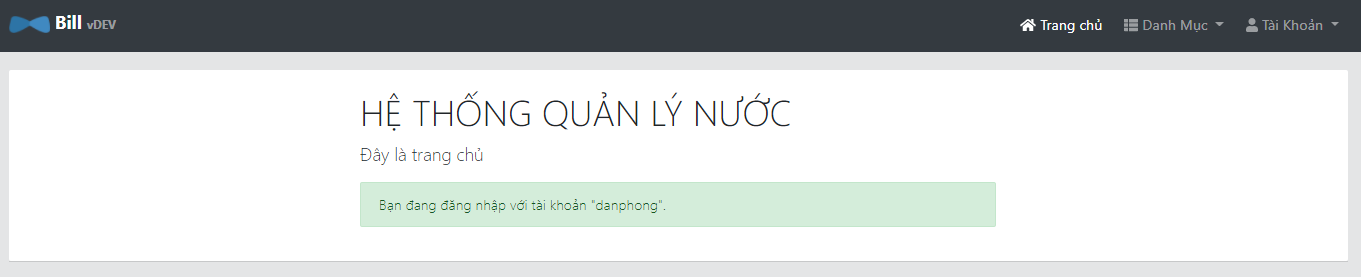 Bill vDEV
Trang chủ Danh Mục Tài Khoản
HỆ THỐNG QUẢN LÝ NƯỚC
Đây là trang chủ
Bạn đang đăng nhập với tài khoản "danphong".